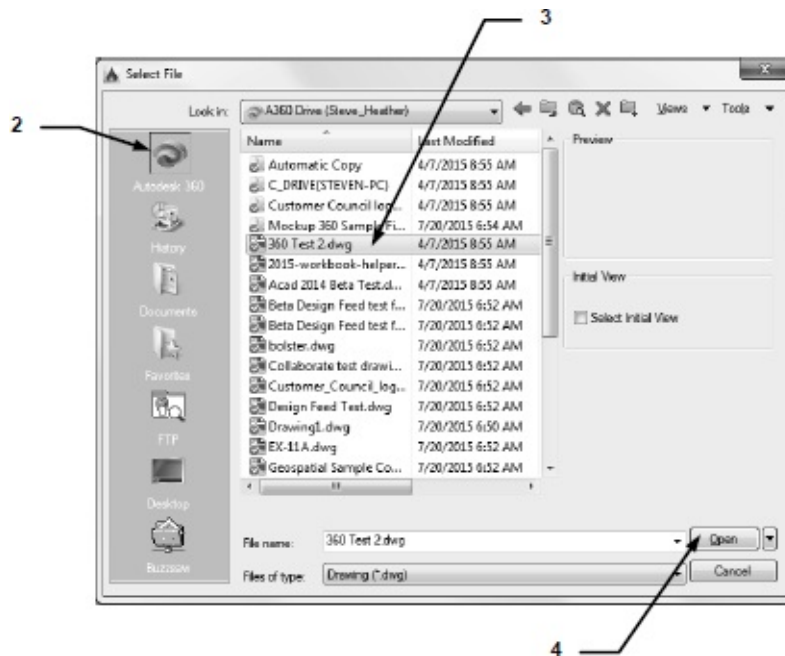 3
Select File
Look in:
A360 Drive (Steve_Heather)
Views
Tools
2
Autodesk 360
History
Documents
Favorites
FTP
Desktop
Buzzsaw
Name
Last Modified
Automatic Copy 4/7/2015 8:55 AM
C_DRIVE(STEVEN-PC) 4/7/2015 8:55 AM
Customer Council log... 4/7/2015 8:55 AM
Mockup 360 Sample Fi... 7/20/2015 6:54 AM
360 Test 2.dwg 4/7/2015 8:55 AM
2015-workbook-helper... 4/7/2015 8:55 AM
Acad 2014 Beta Test.d... 4/7/2015 8:55 AM
Beta Design Feed test f... 7/20/2015 6:52 AM
Beta Design Feed test f... 7/20/2015 6:52 AM
bolster.dwg 7/20/2015 6:52 AM
Collaborate test drawi... 7/20/2015 6:52 AM
Customer_Council_log... 7/20/2015 6:52 AM
Design Feed Test.dwg 7/20/2015 6:52 AM
Drawing1.dwg 7/20/2015 6:50 AM
EX-11A.dwg 7/20/2015 6:52 AM
Geospatial Sample Co... 7/20/2015 6:52 AM
Preview
Initial View
Select Initial View
File name: 360 Test 2.dwg
Open
Files of type: Drawing (*.dwg)
Cancel
4